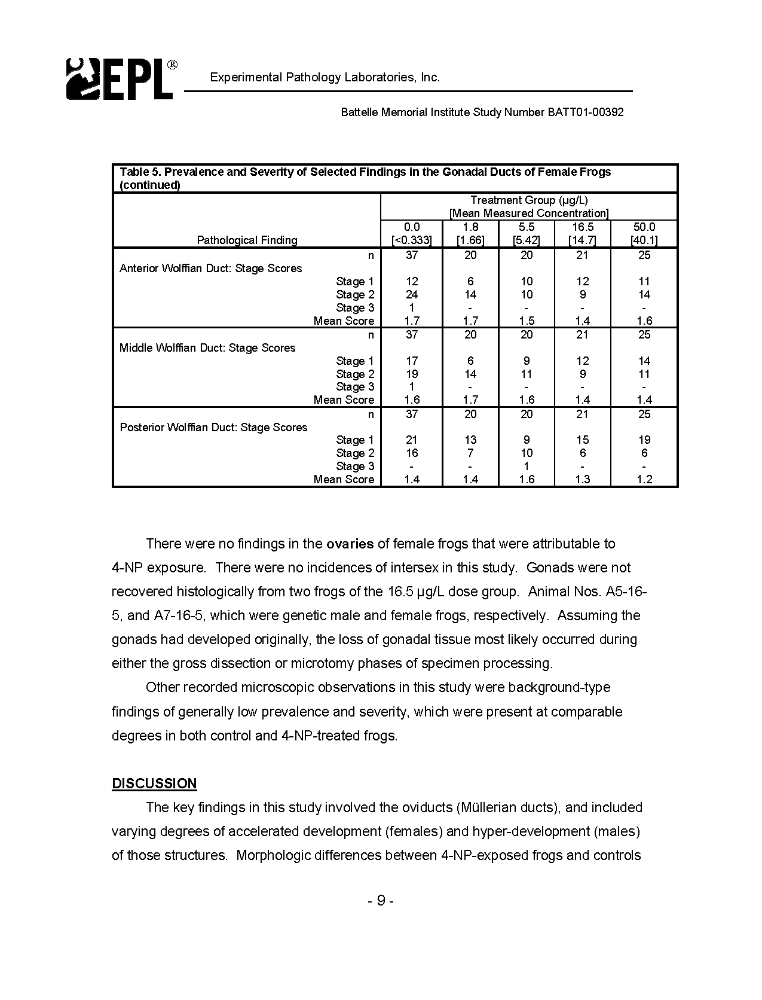 EPL®
Experimental Pathology Laboratories, Inc.
Battelle Memorial Institute Study Number BATT01-00392
Table 5. Prevalence and Severity of Selected Findings in the Gonadal Ducts of Female Frogs
(continued)
Treatment Group (µg/L)
[Mean Measured Concentration]
0.0 1.8 5.5 16.5 50.0
Pathological Finding [<0.333] [1.66] [5.42] [14.7] [40.1]
n 37 20 20 21 25
Anterior Wolffian Duct: Stage Scores
Stage 1 12 6 10 12 11
Stage 2 24 14 10 9 14
Stage 3 1 - - - -
Mean Score 1.7 1.7 1.5 1.4 1.6
n 37 20 20 21 25
Middle Wolffian Duct: Stage Scores
Stage 1 17 6 9 12 14
Stage 2 19 14 11 9 11
Stage 3 1 - - - -
Mean Score 1.6 1.7 1.6 1.4 1.4
n 37 20 20 21 25
Posterior Wolffian Duct: Stage Scores
Stage 1 21 13 9 15 19
Stage 2 16 7 10 6 6
Stage 3 - - 1 - -
Mean Score 1.4 1.4 1.6 1.3 1.2
There were no findings in the ovaries of female frogs that were attributable to
4-NP exposure. There were no incidences of intersex in this study. Gonads were not
recovered histologically from two frogs of the 16.5 µg/L dose group. Animal Nos. A5-16-
5, and A7-16-5, which were genetic male and female frogs, respectively. Assuming the
gonads had developed originally, the loss of gonadal tissue most likely occurred during
either the gross dissection or microtomy phases of specimen processing.
Other recorded microscopic observations in this study were background-type
findings of generally low prevalence and severity, which were present at comparable
degrees in both control and 4-NP-treated frogs.
DISCUSSION
The key findings in this study involved the oviducts (Müllerian ducts), and included
varying degrees of accelerated development (females) and hyper-development (males)
of those structures. Morphologic differences between 4-NP-exposed frogs and controls
- 9 -